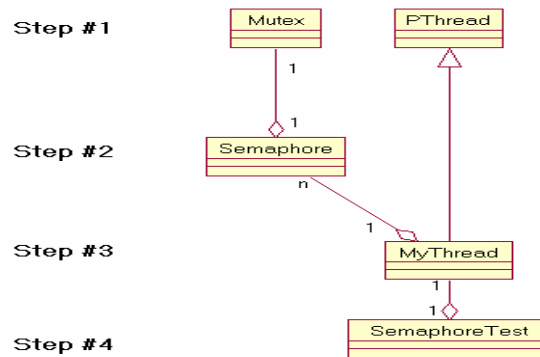 Step #1
Mutex
PThread
1
1
Step #2
Semaphore
n
1
Step #3
MyThread
1
1
SemaphoreTest
Step #4